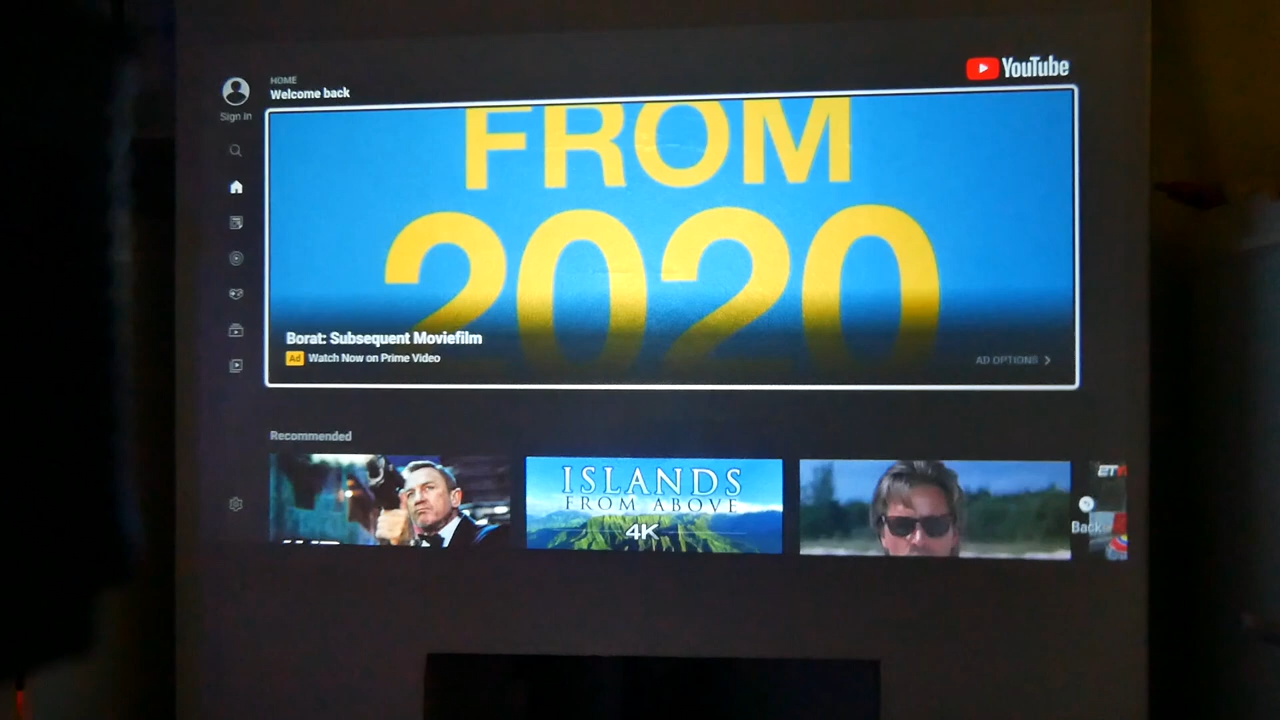 HOME
Welcome back
YouTube
Sign in
FROM
2020
Borat: Subsequent Moviefilm
Ad Watch Now on Prime Video
AD OPTIONS
Recommended
ISLANDS
FROM ABOVE
4K
Back